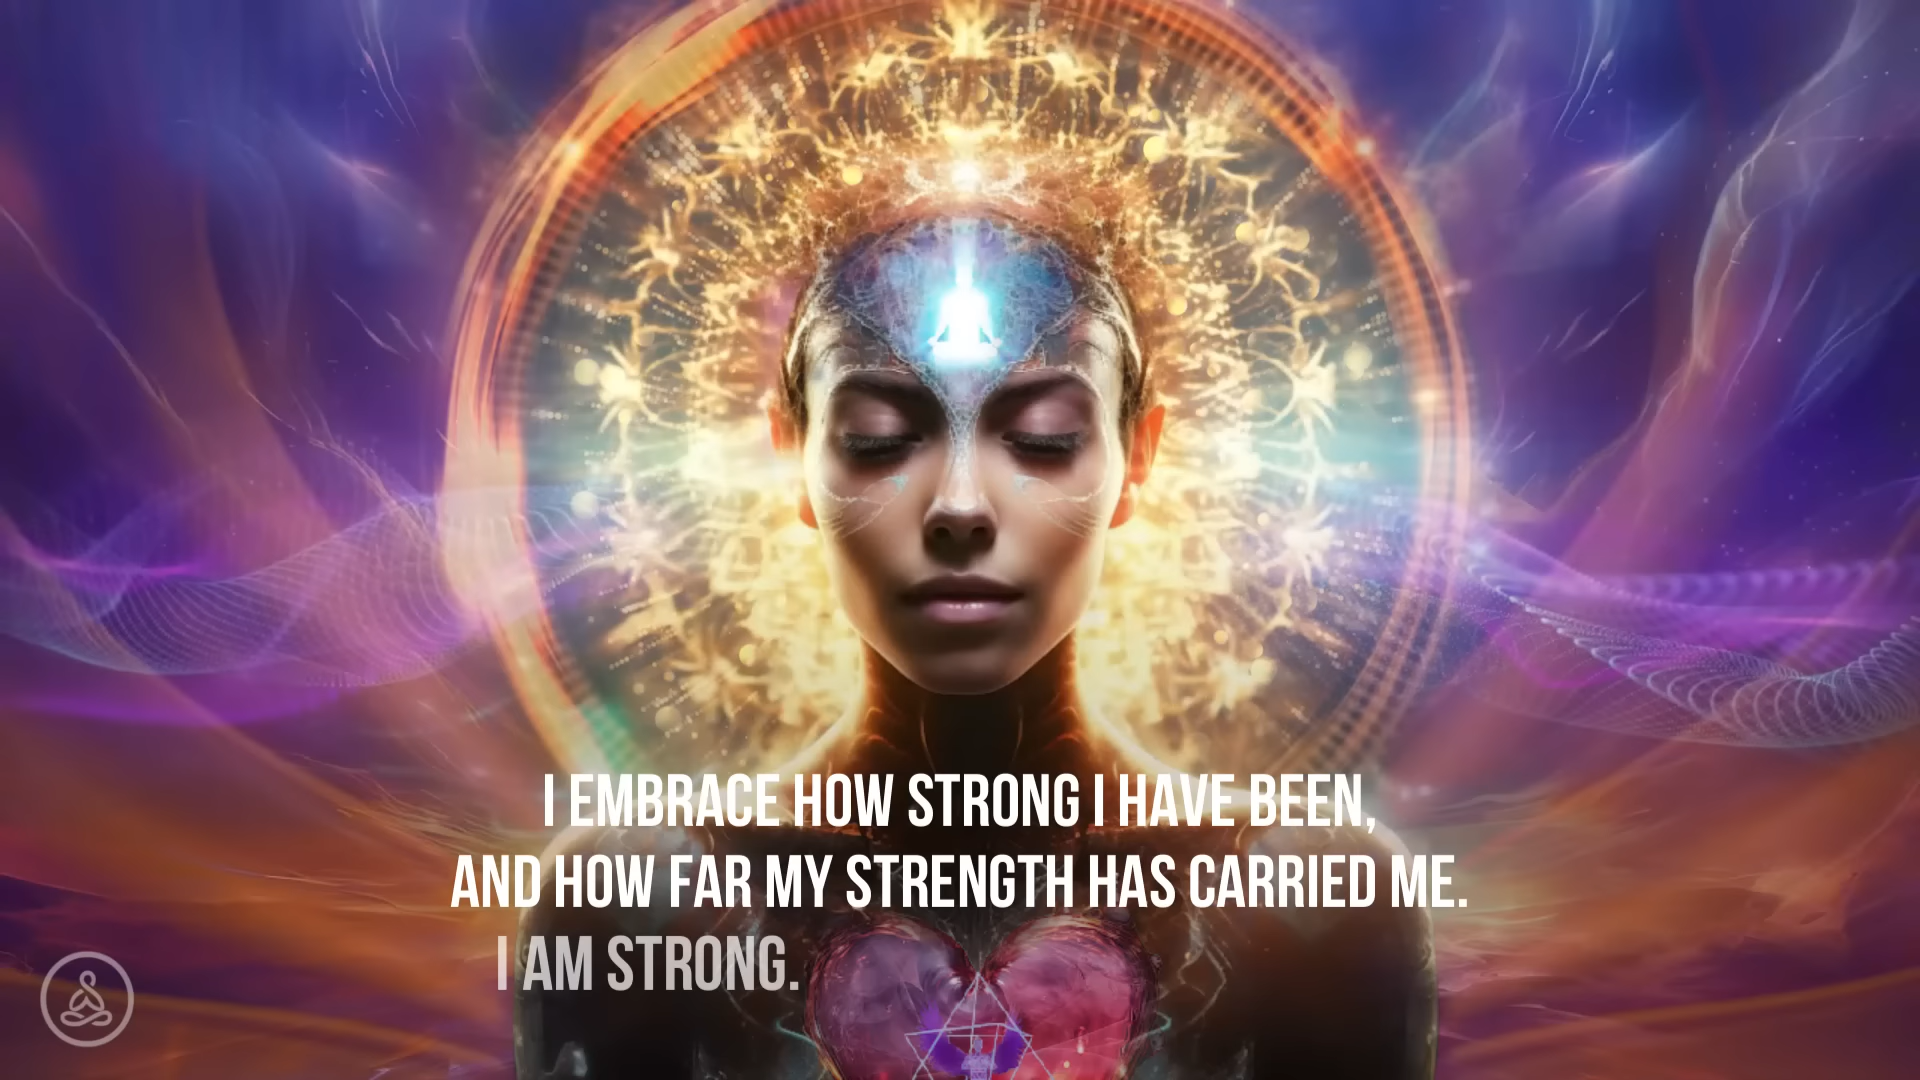 I EMBRACE HOW STRONG I HAVE BEEN,
AND HOW FAR MY STRENGTH HAS CARRIED ME.
I AM STRONG.